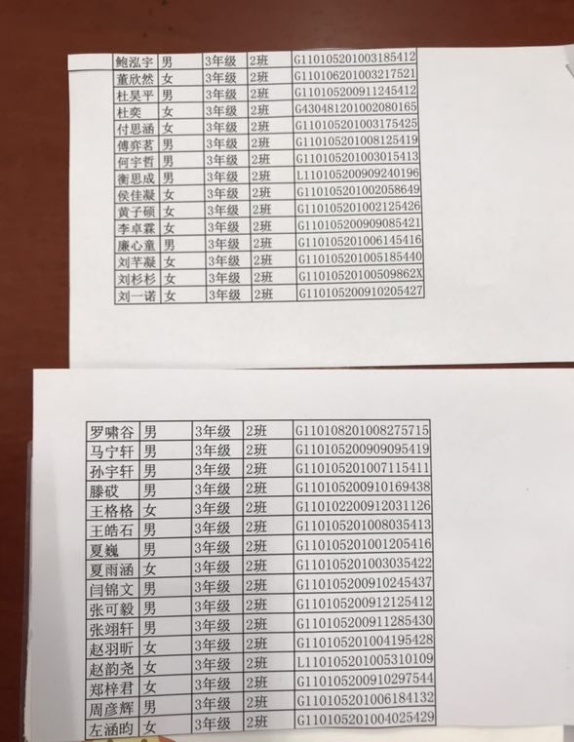 鲍泓宇 男 3年级 2班 G110105201003185412
董欣然 女 3年级 2班 G110106201003217521
杜昊平 男 3年级 2班 G110105200911245412
杜奕 女 3年级 2班 G430481201002080165
付思涵 女 3年级 2班 G110105201003175425
傅弈茗 男 3年级 2班 G110105201008125419
何宇哲 男 3年级 2班 G110105201003015413
衡思成 男 3年级 2班 L110105200909240196
侯佳凝 女 3年级 2班 G110105201002058649
黄子硕 女 3年级 2班 G110105201002125426
李卓霖 女 3年级 2班 G110105200909085421
廉心童 男 3年级 2班 G110105201006145416
刘芊凝 女 3年级 2班 G110105201005185440
刘杉杉 女 3年级 2班 G11010520100509862X
刘一诺 女 3年级 2班 G110105200910205427
罗啸谷 男 3年级 2班 G110108201008275715
马宁轩 男 3年级 2班 G110105200909095419
孙宇轩 男 3年级 2班 G110105201007115411
滕砹 男 3年级 2班 G110105200910169438
王格格 女 3年级 2班 G110102200912031126
王皓石 男 3年级 2班 G110105201008035413
夏巍 男 3年级 2班 G110105201001205416
夏雨涵 女 3年级 2班 G110105201003035422
闫锦文 男 3年级 2班 G110105200910245437
张可毅 男 3年级 2班 G110105200912125412
张翊轩 男 3年级 2班 G110105200911285430
赵羽昕 女 3年级 2班 G110105201004195428
赵韵尧 女 3年级 2班 L110105201005310109
郑梓君 女 3年级 2班 G110105200910297544
周彦辉 男 3年级 2班 G110105201006184132
左涵昀 女 3年级 2班 G110105201004025429